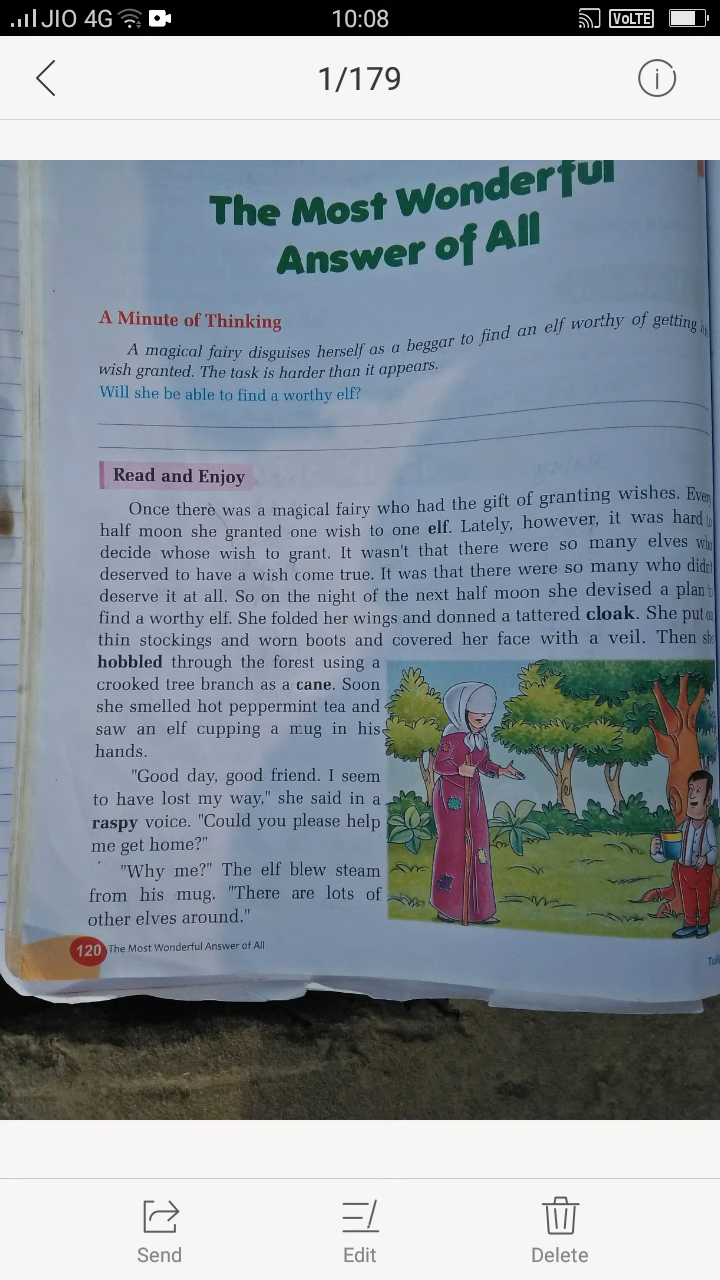 JIO 4G 10:08 VoLTE
1/179
The Most Wonderful
Answer of All
A Minute of Thinking
A magical fairy disguises herself as a beggar to find an elf worthy of getting
wish granted. The task is harder than it appears.
Will she be able to find a worthy elf?
Read and Enjoy
Once there was a magical fairy who had the gift of granting wishes. Every
half moon she granted one wish to one elf. Lately, however, it was hard to
decide whose wish to grant. It wasn't that there were so many elves who
deserved to have a wish come true. It was that there were so many who didn't
deserve it at all. So on the night of the next half moon she devised a plan to
find a worthy elf. She folded her wings and donned a tattered cloak. She put on
thin stockings and worn boots and covered her face with a veil. Then she
hobbled through the forest using a
crooked tree branch as a cane. Soon
she smelled hot peppermint tea and
saw an elf cupping a mug in his
hands.
"Good day, good friend. I seem
to have lost my way," she said in a
raspy voice. "Could you please help
me get home?"
"Why me?" The elf blew steam
from his mug. "There are lots of
other elves around."
120 The Most Wonderful Answer of All
Send Edit Delete